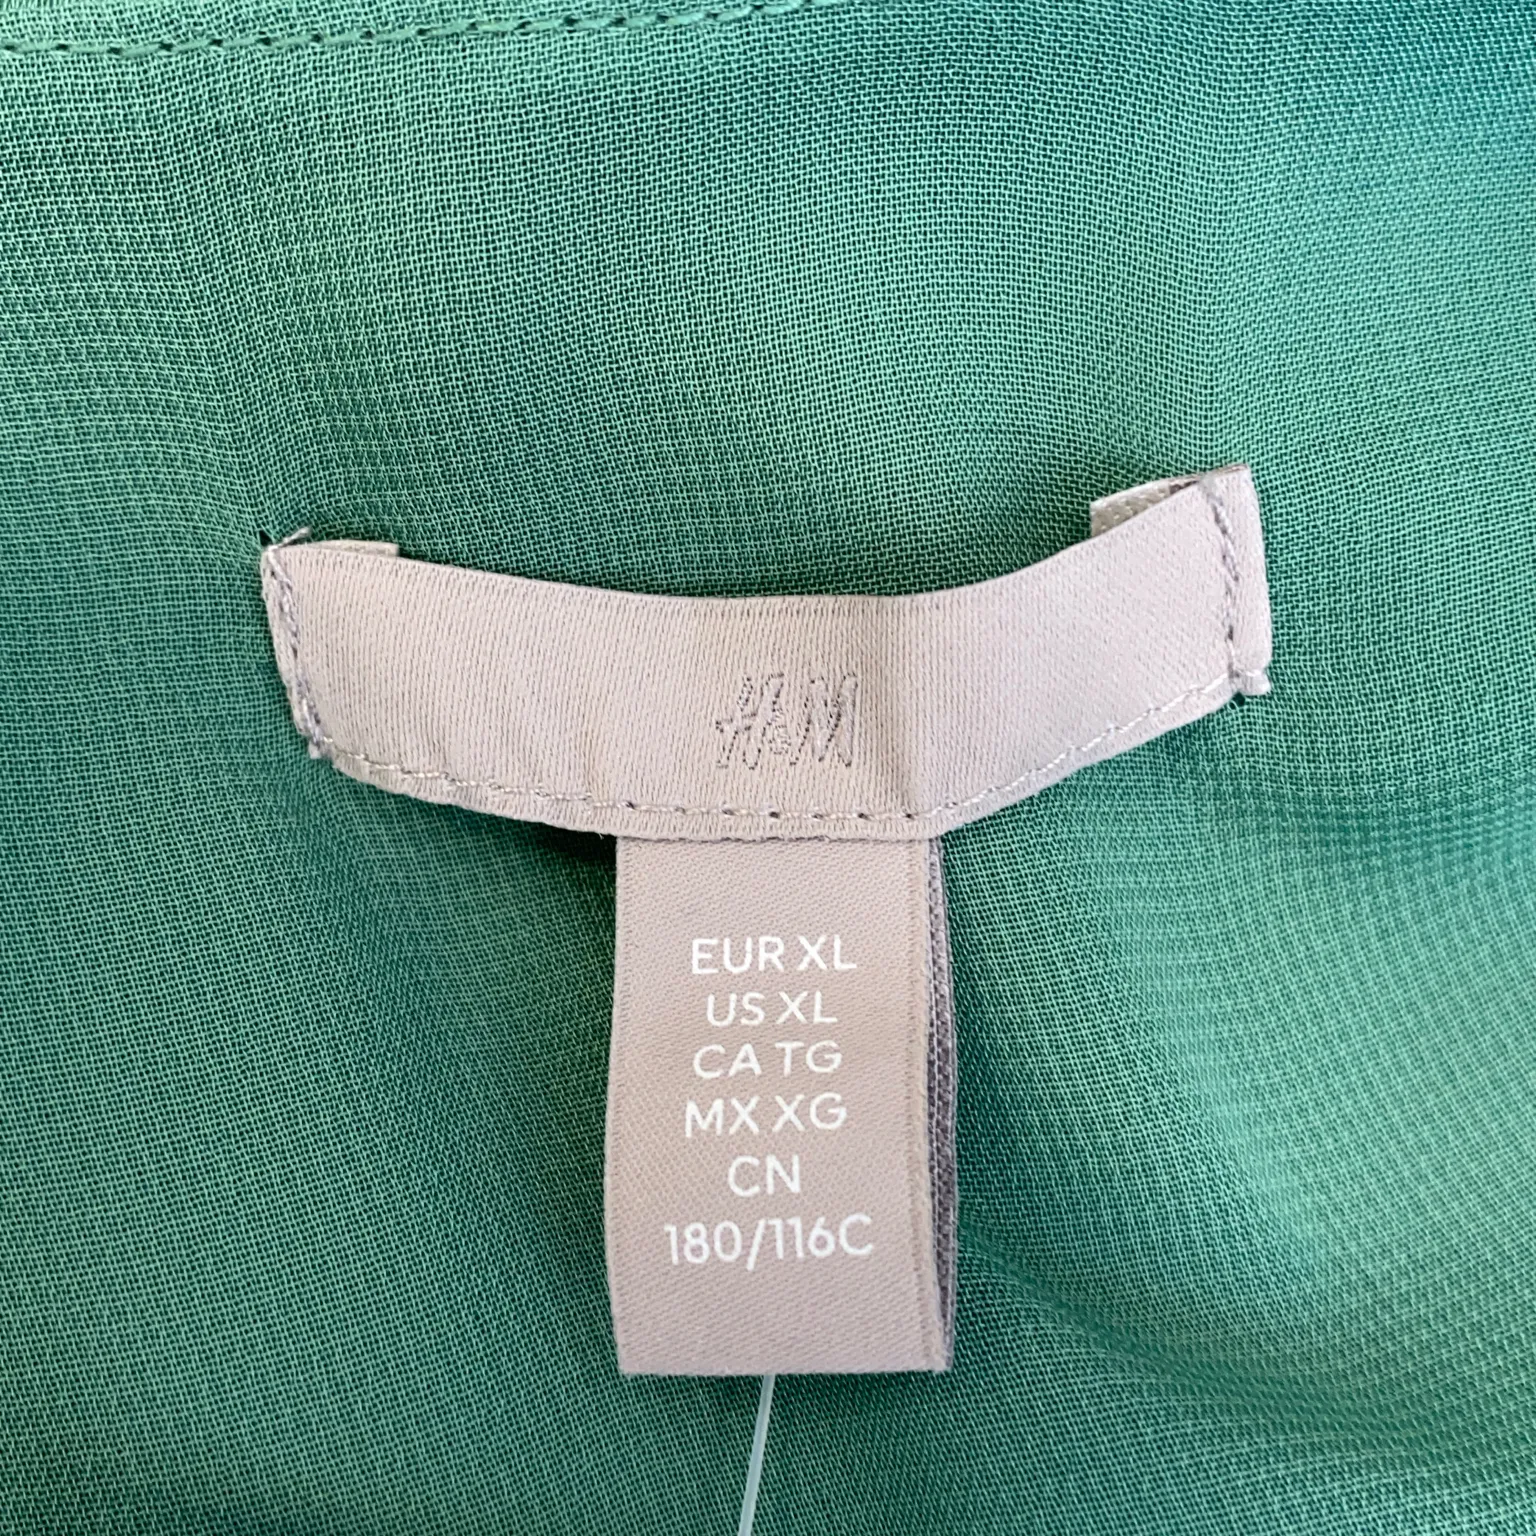 H&M
EUR XL
US XL
CA TG
MX XG
CN
180/116C